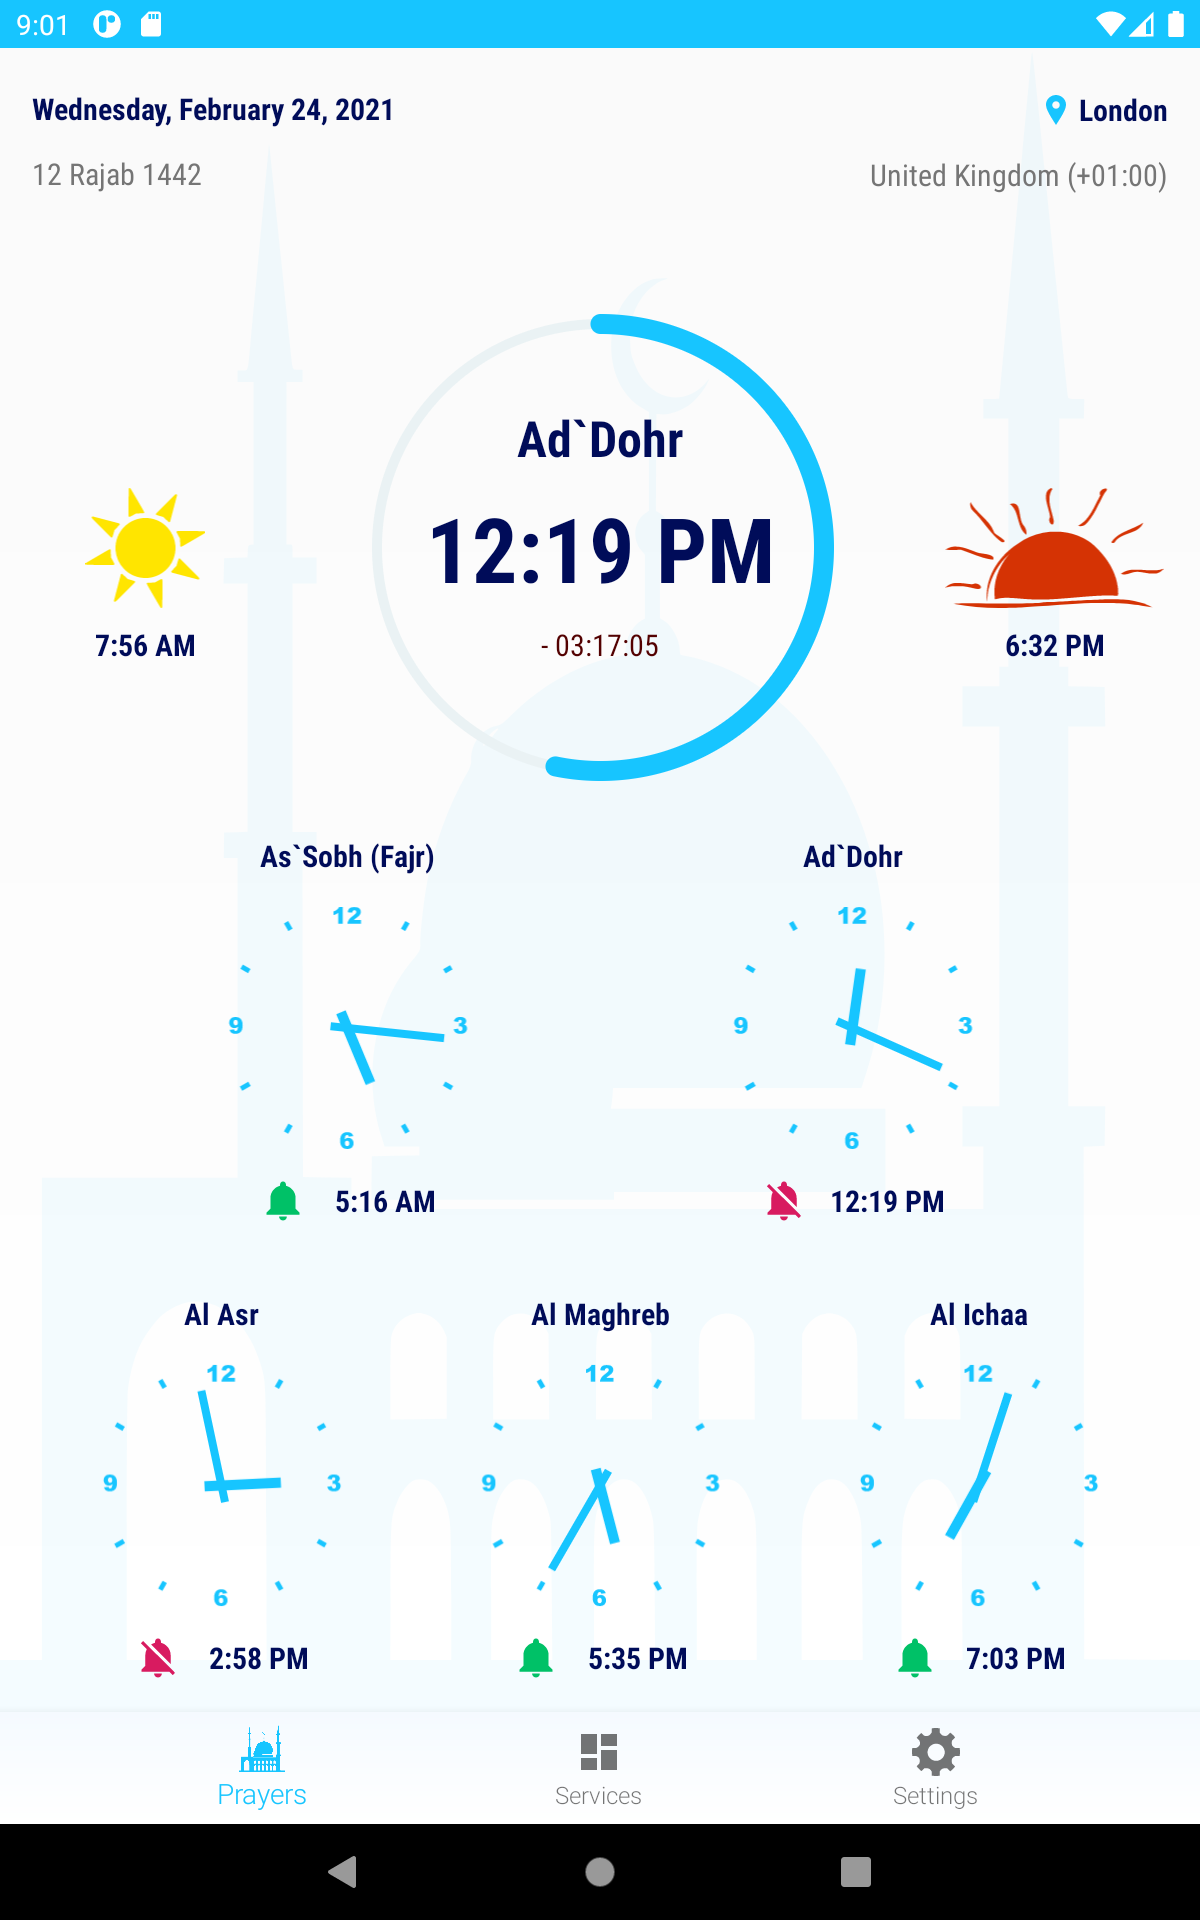 9:01
Wednesday, February 24, 2021
London
12 Rajab 1442
United Kingdom (+01:00)
Ad`Dohr
12:19 PM
- 03:17:05
7:56 AM
6:32 PM
As`Sobh (Fajr)
Ad`Dohr
12
12
9
3
9
3
6
6
5:16 AM
12:19 PM
Al Asr
Al Maghreb
Al Ichaa
12
12
12
9
3
9
3
9
3
6
6
6
2:58 PM
5:35 PM
7:03 PM
Prayers
Services
Settings